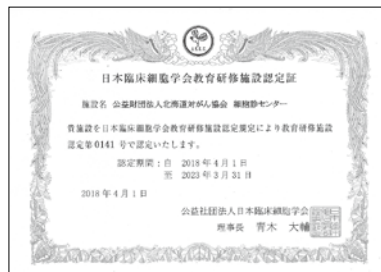 日本臨床細胞学会教育研修施設認定証
施設名 公益財団法人北海道対がん協会 細胞診センター
貴施設を日本臨床細胞学会教育研修施設認定規定により教育研修施設
認定第0141号で認定いたします。
認定期間：自 2018年4月1日
至 2023年3月31日
2018年4月1日
公益社団法人日本臨床細胞学会
理事長 青木 大輔